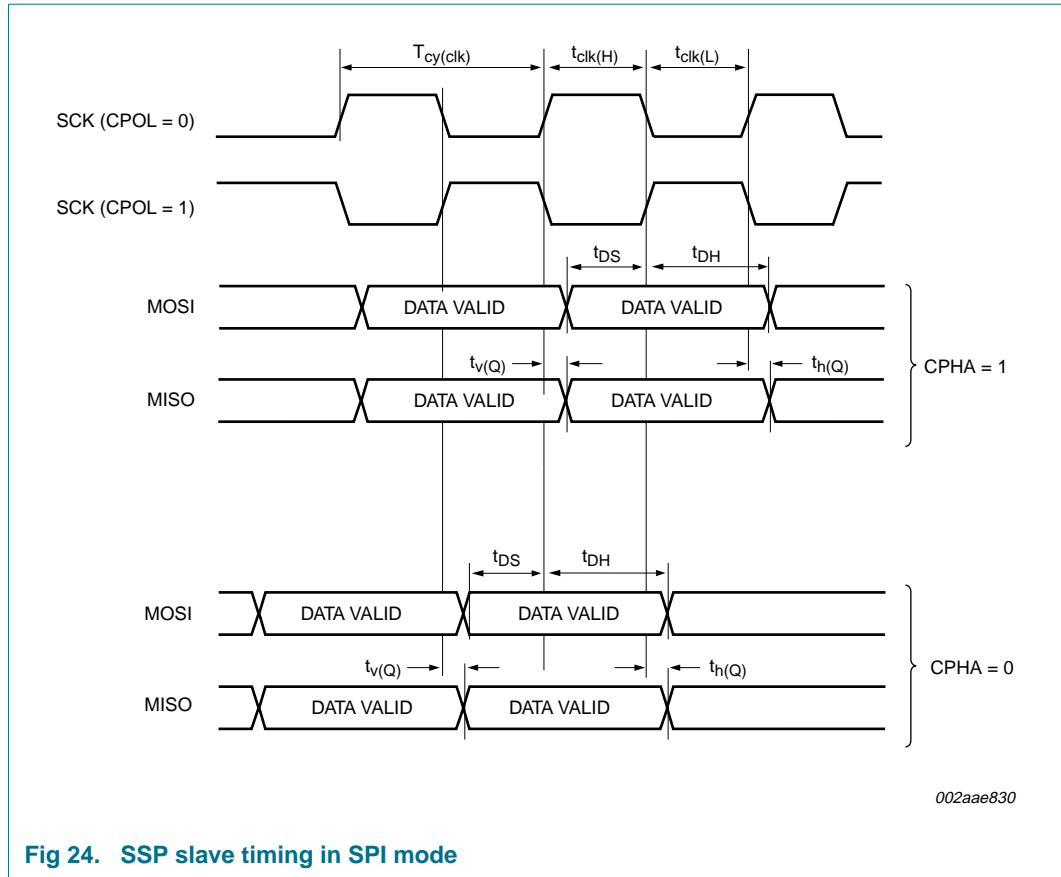 Tcy(clk) tclk(H) tclk(L)
SCK (CPOL = 0)
SCK (CPOL = 1)
tDS tDH
MOSI DATA VALID DATA VALID
tv(Q) th(Q)
CPHA = 1
MISO DATA VALID DATA VALID
tDS tDH
MOSI DATA VALID DATA VALID
tv(Q) th(Q)
CPHA = 0
MISO DATA VALID DATA VALID
002aae830
Fig 24. SSP slave timing in SPI mode